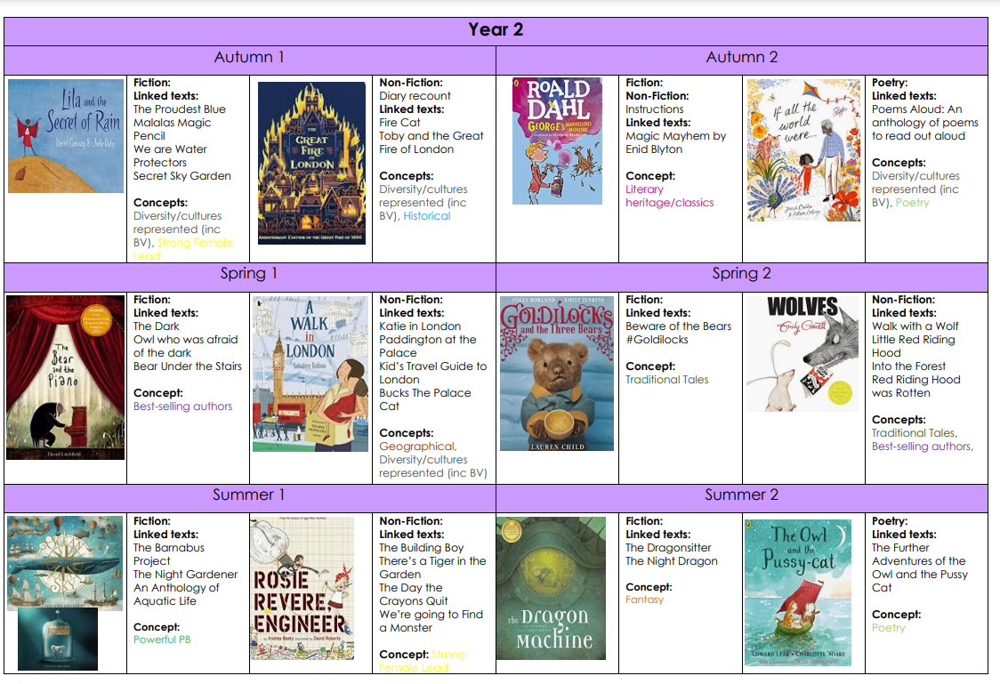 Year 2
Autumn 1
Autumn 2
Lila and the
Secret of Rain
David Conway & Jude Daly
Fiction:
Linked texts:
The Proudest Blue
Malalas Magic
Pencil
We are Water
Protectors
Secret Sky Garden
Concepts:
Diversity/cultures
represented (inc
BV), Strong Female
Lead
THE
GREAT
FIRE OF
LONDON
ANNIVERSARY EDITION OF THE GREAT FIRE OF 1666
Non-Fiction:
Diary recount
Linked texts:
Fire Cat
Toby and the Great
Fire of London
Concepts:
Diversity/cultures
represented (inc
BV), Historical
ROALD
DAHL
GEORGE'S MARVELLOUS
MEDICINE
Fiction:
Non-Fiction:
Instructions
Linked texts:
Magic Mayhem by
Enid Blyton
Concept:
Literary
heritage/classics
If all the
world
were...
Poetry:
Linked texts:
Poems Aloud: An
anthology of poems
to read out aloud
Concepts:
Diversity/cultures
represented (inc
BV), Poetry
Spring 1
Spring 2
The
Bear
and the
Piano
David Litchfield
Fiction:
Linked texts:
The Dark
Owl who was afraid
of the dark
Bear Under the Stairs
Concept:
Best-selling authors
A
WALK
in
LONDON
Salvatore Rubbino
Non-Fiction:
Linked texts:
Katie in London
Paddington at the
Palace
Kid's Travel Guide to
London
Bucks The Palace
Cat
Concepts:
Geographical,
Diversity/cultures
represented (inc BV)
POLLY BORLAND EMILY JENKINS
GOLDILOCKS
and the Three Bears
LAUREN CHILD
Fiction:
Linked texts:
Beware of the Bears
#Goldilocks
Concept:
Traditional Tales
WOLVES
Emily Gravett
Non-Fiction:
Linked texts:
Walk with a Wolf
Little Red Riding
Hood
Into the Forest
Red Riding Hood
was Rotten
Concepts:
Traditional Tales,
Best-selling authors,
Summer 1
Summer 2
Fiction:
Linked texts:
The Barnabus
Project
The Night Gardener
An Anthology of
Aquatic Life
Concept:
Powerful PB
ROSIE
REVERE,
ENGINEER
by Andrea Beaty illustrated by David Roberts
Non-Fiction:
Linked texts:
The Building Boy
There's a Tiger in the
Garden
The Day the
Crayons Quit
We're going to Find
a Monster
Concept: Strong
Female Lead
THE DRAGON
MACHINE
Fiction:
Linked texts:
The Dragonsitter
The Night Dragon
Concept:
Fantasy
The Owl
and the
Pussy-cat
EDWARD LEAR • CHARLOTTE VOAKE
Poetry:
Linked texts:
The Further
Adventures of the
Owl and the Pussy
Cat
Concept:
Poetry